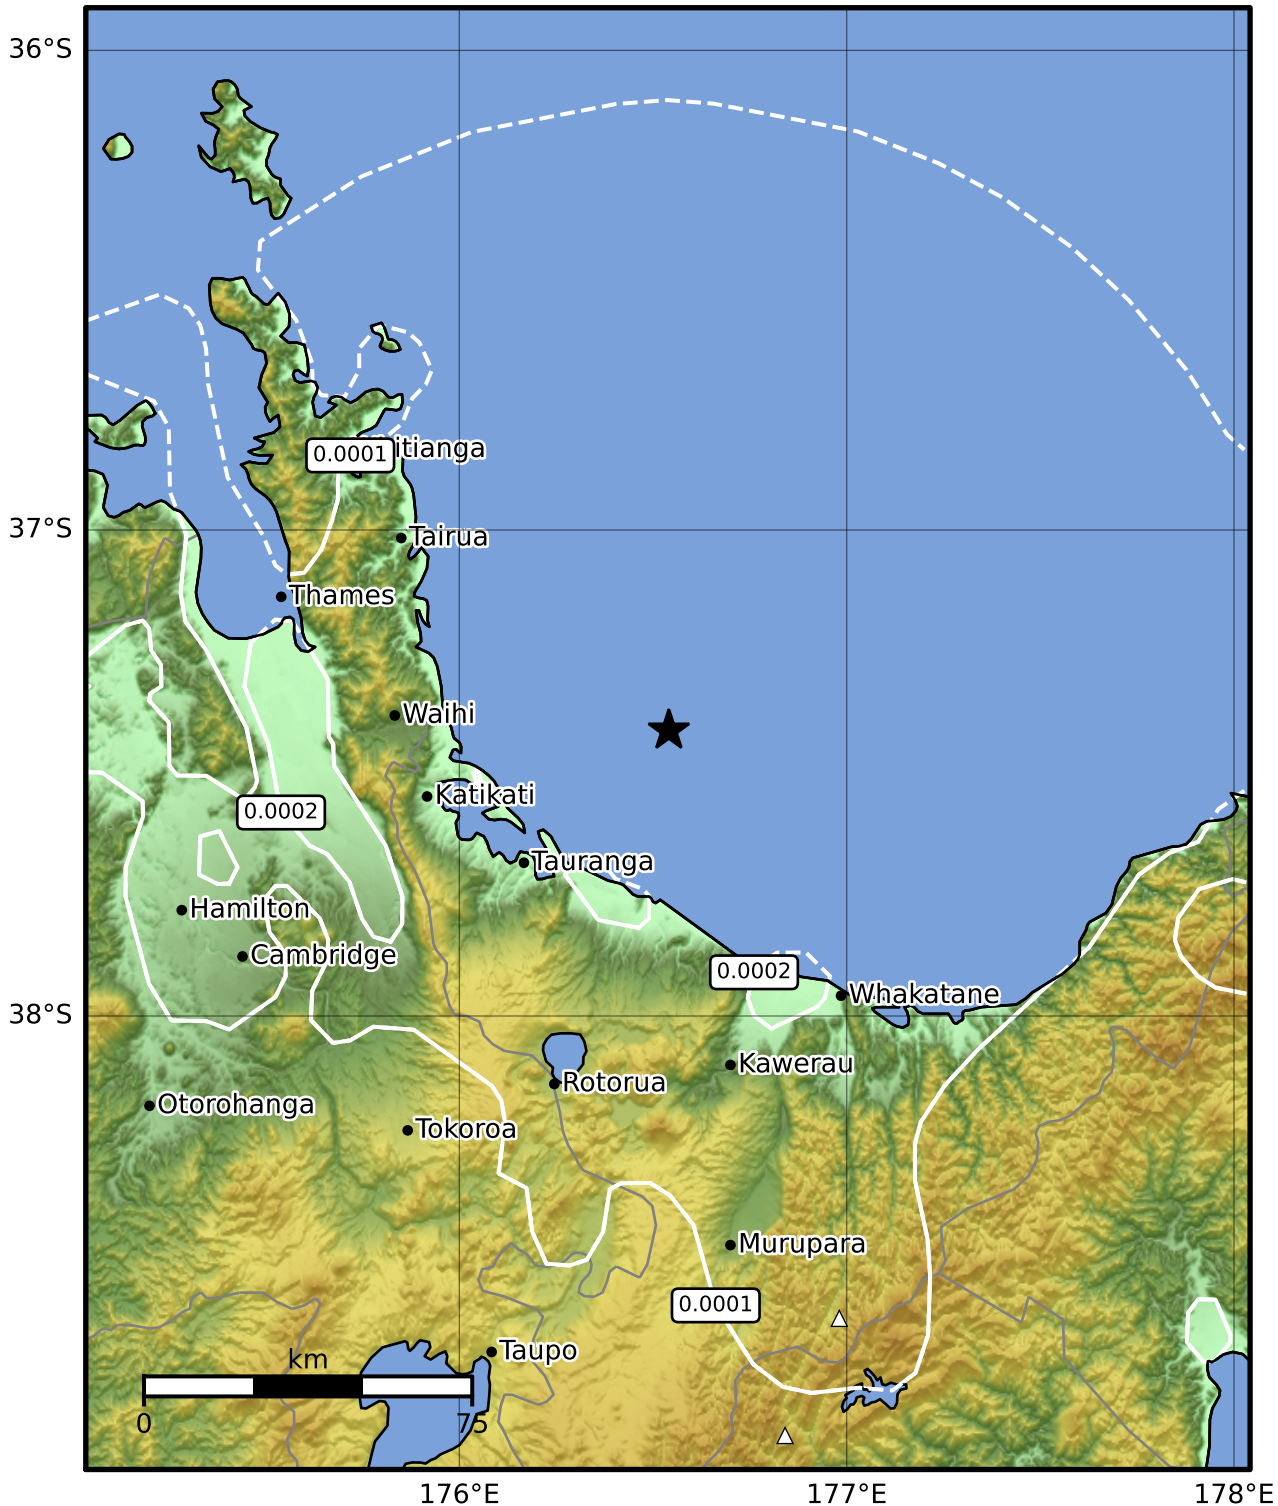 36°S
0.0001
itianga
37°S
Tairua
Thames
Waihi
Katikati
0.0002
Tauranga
Hamilton
Cambridge
0.0002
Whakatane
38°S
Kawerau
Rotorua
Otorohanga
Tokoroa
Murupara
0.0001
Taupo
km
0
75
176°E
177°E
178°E